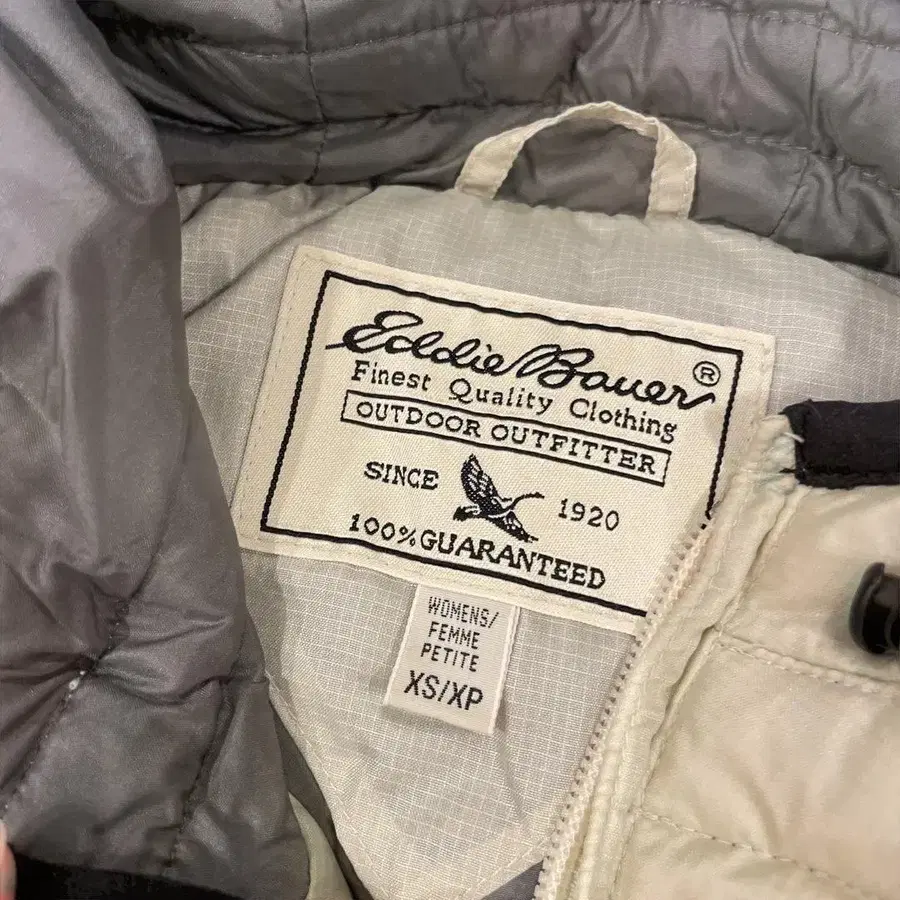 Eddie Bauer®
Finest Quality Clothing
OUTDOOR OUTFITTER
SINCE 1920
100% GUARANTEED
WOMENS/
FEMME
PETITE
XS/XP